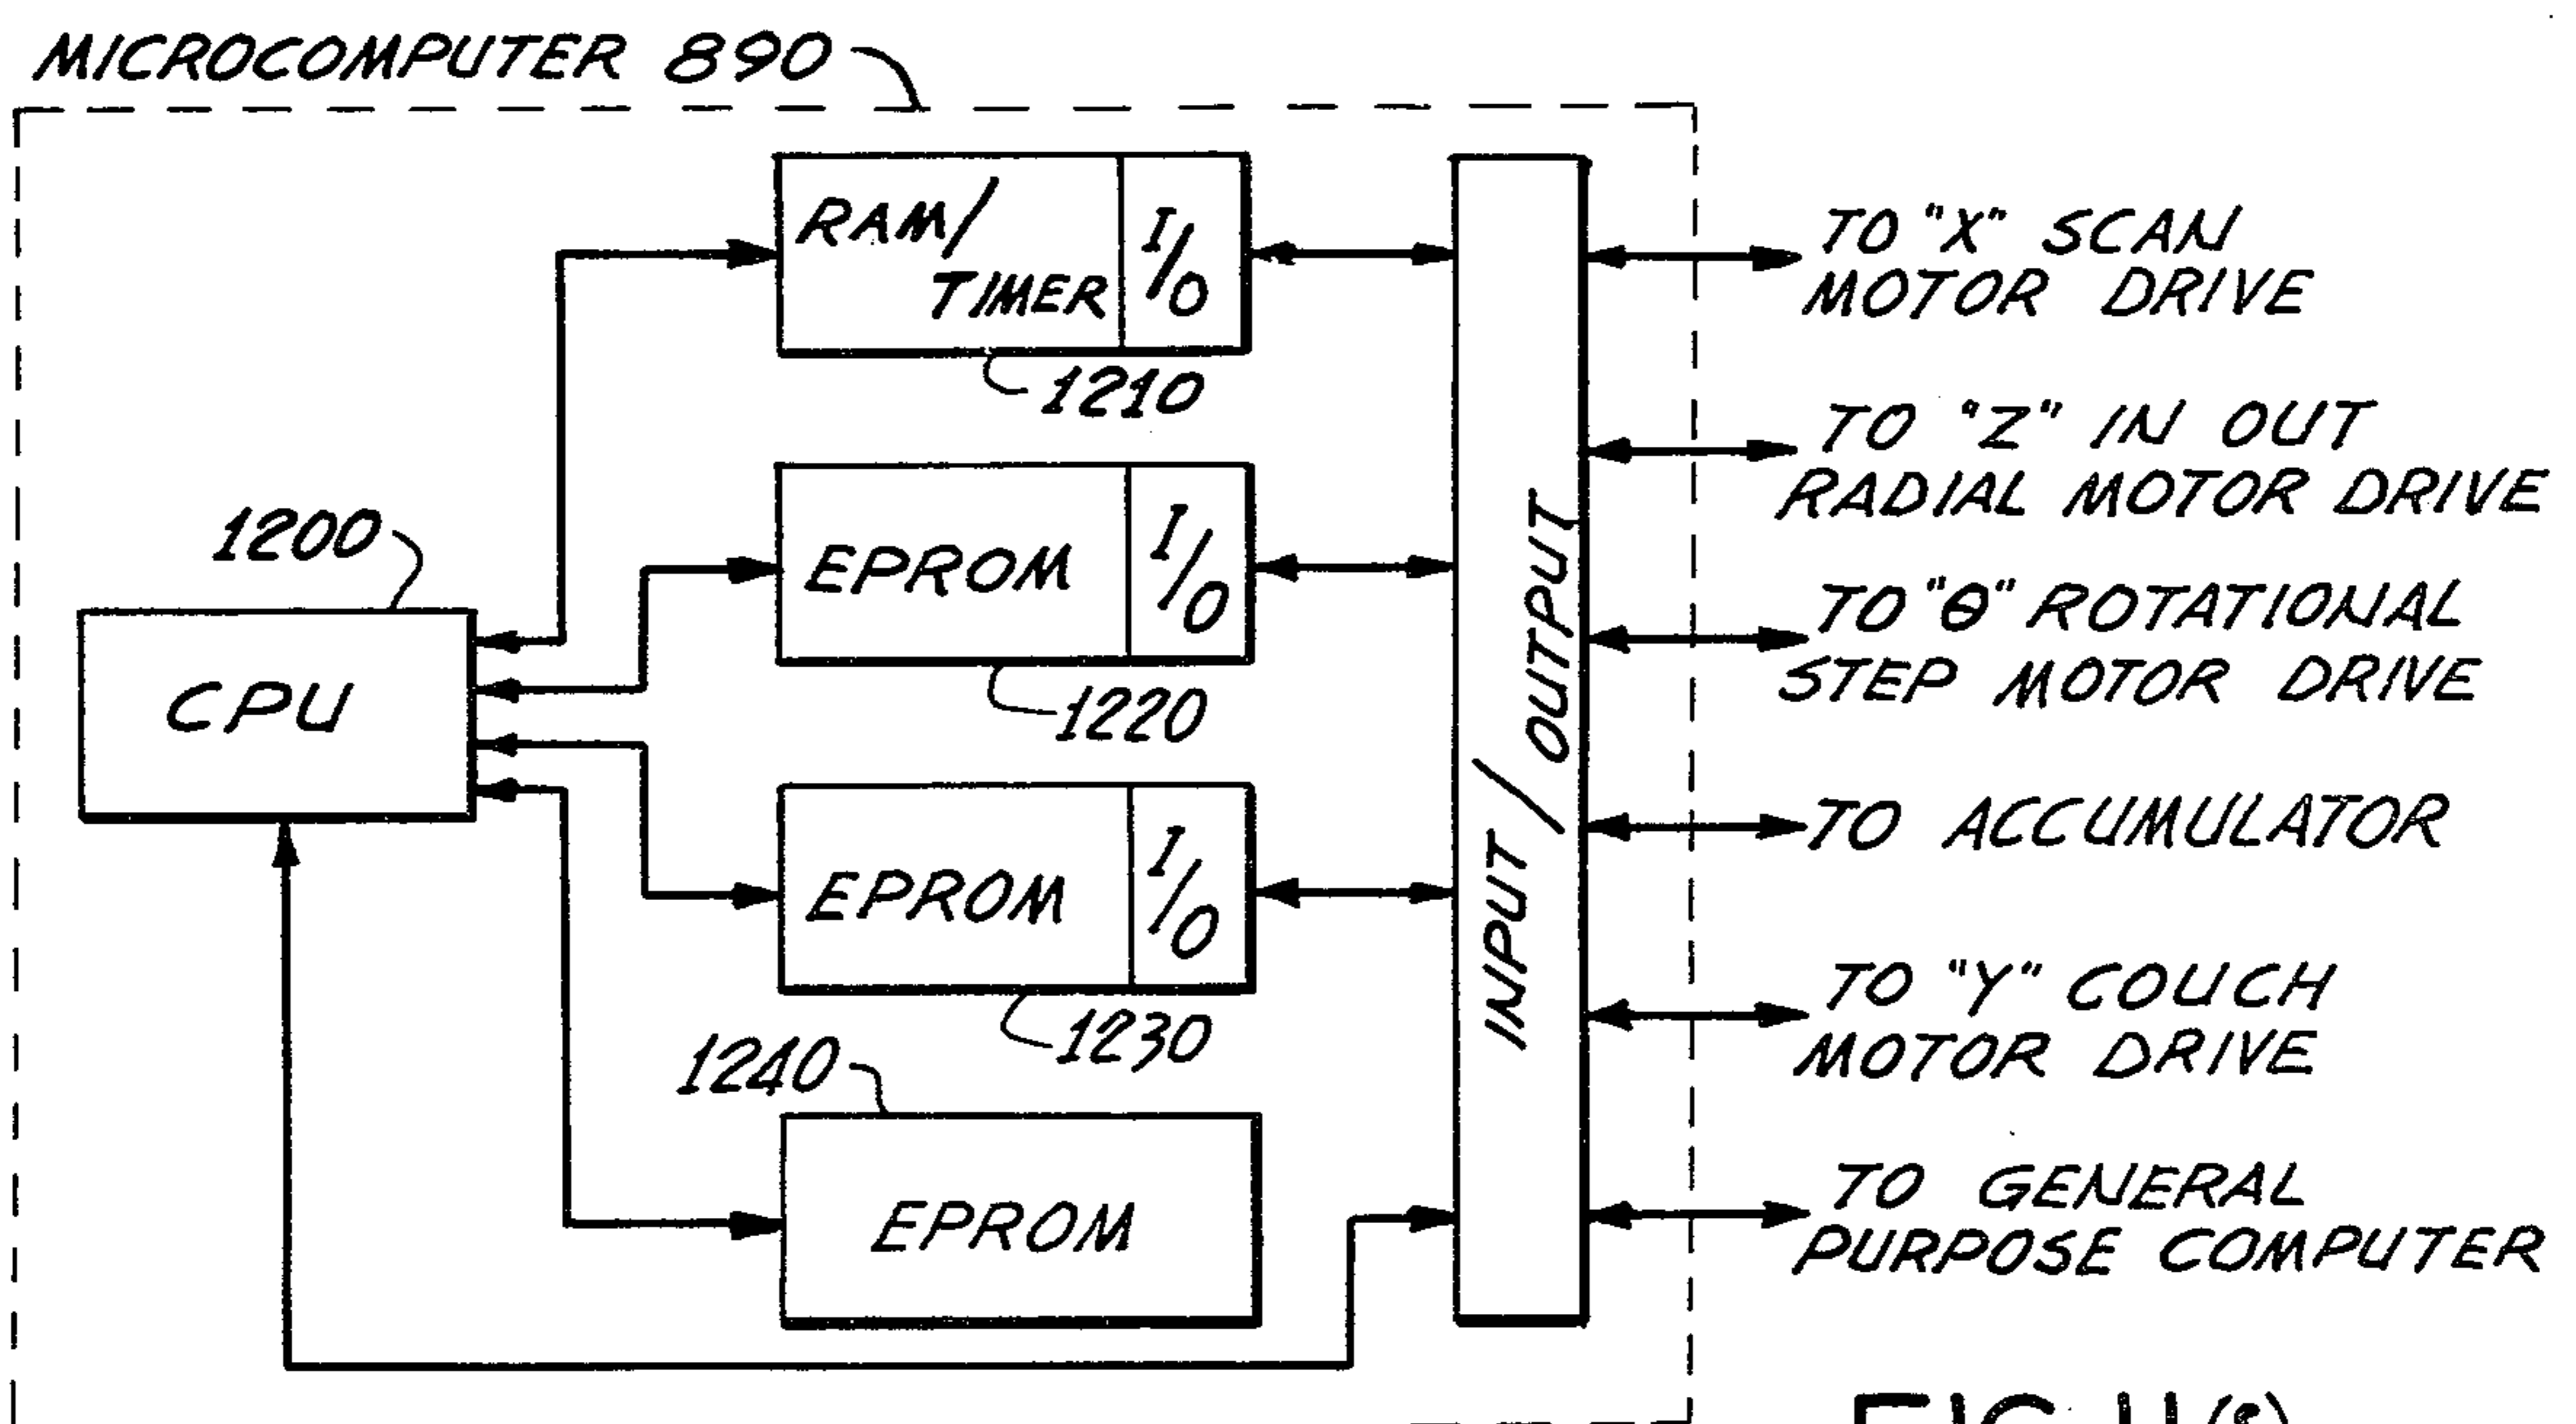 MICROCOMPUTER 890
RAM/
TIMER
I/O
1210
TO "X" SCAN
MOTOR DRIVE
TO "Z" IN OUT
RADIAL MOTOR DRIVE
EPROM
I/O
1220
1200
CPU
TO "θ" ROTATIONAL
STEP MOTOR DRIVE
INPUT / OUTPUT
TO ACCUMULATOR
EPROM
I/O
1230
TO "Y" COUCH
MOTOR DRIVE
1240
EPROM
TO GENERAL
PURPOSE COMPUTER